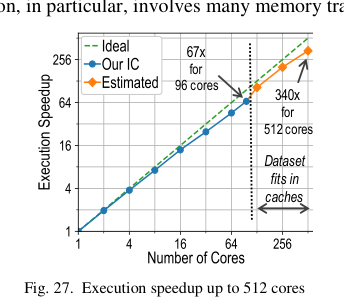 on, in particular, involves many memory tra
Ideal
Our IC
Estimated
67x
for
96 cores
340x
for
512 cores
Dataset
fits in
caches
Execution Speedup
256
64
16
4
1
1
4
16
64
256
Number of Cores
Fig. 27. Execution speedup up to 512 cores